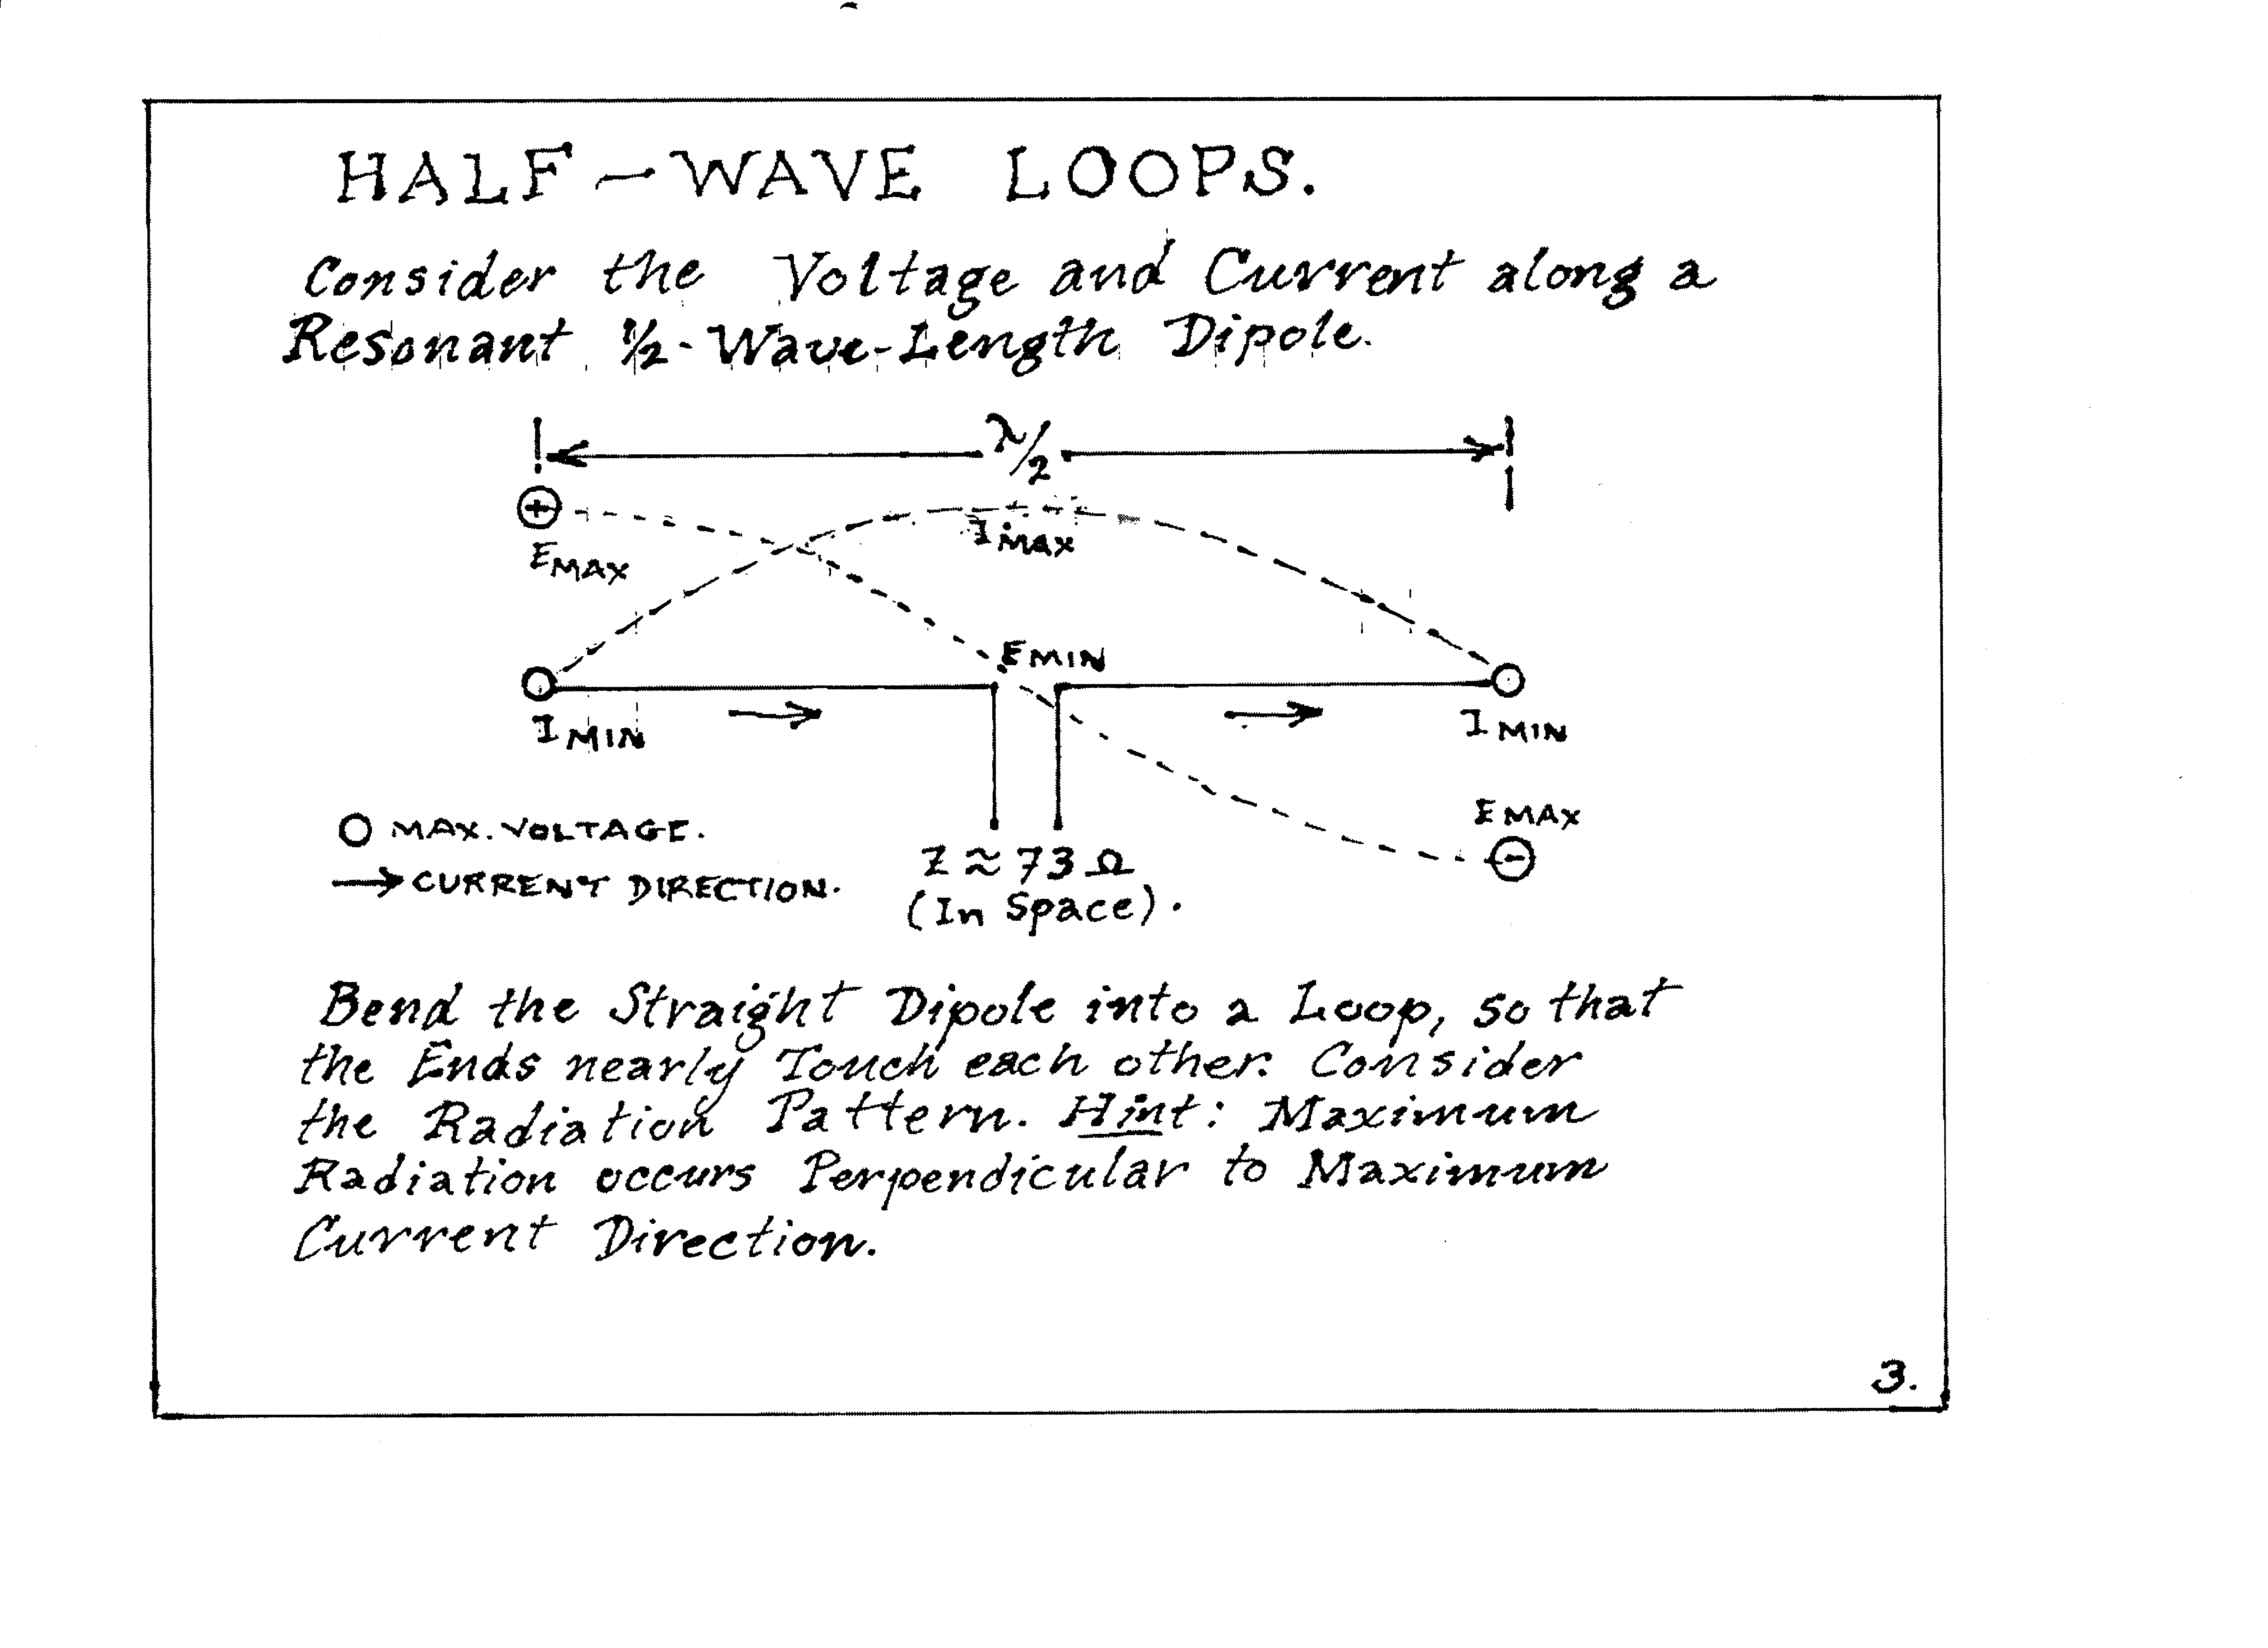 HALF-WAVE LOOPS.
Consider the Voltage and Current along a
Resonant ½-Wave-Length Dipole.
λ/2
+
EMAX
IMAX
EMIN
IMIN
IMIN
EMAX
-
O MAX. VOLTAGE.
→ CURRENT DIRECTION.
Z ≈ 73 Ω
(In Space).
Bend the Straight Dipole into a Loop, so that
the Ends nearly Touch each other. Consider
the Radiation Pattern. Hint: Maximum
Radiation occurs Perpendicular to Maximum
Current Direction.
3.